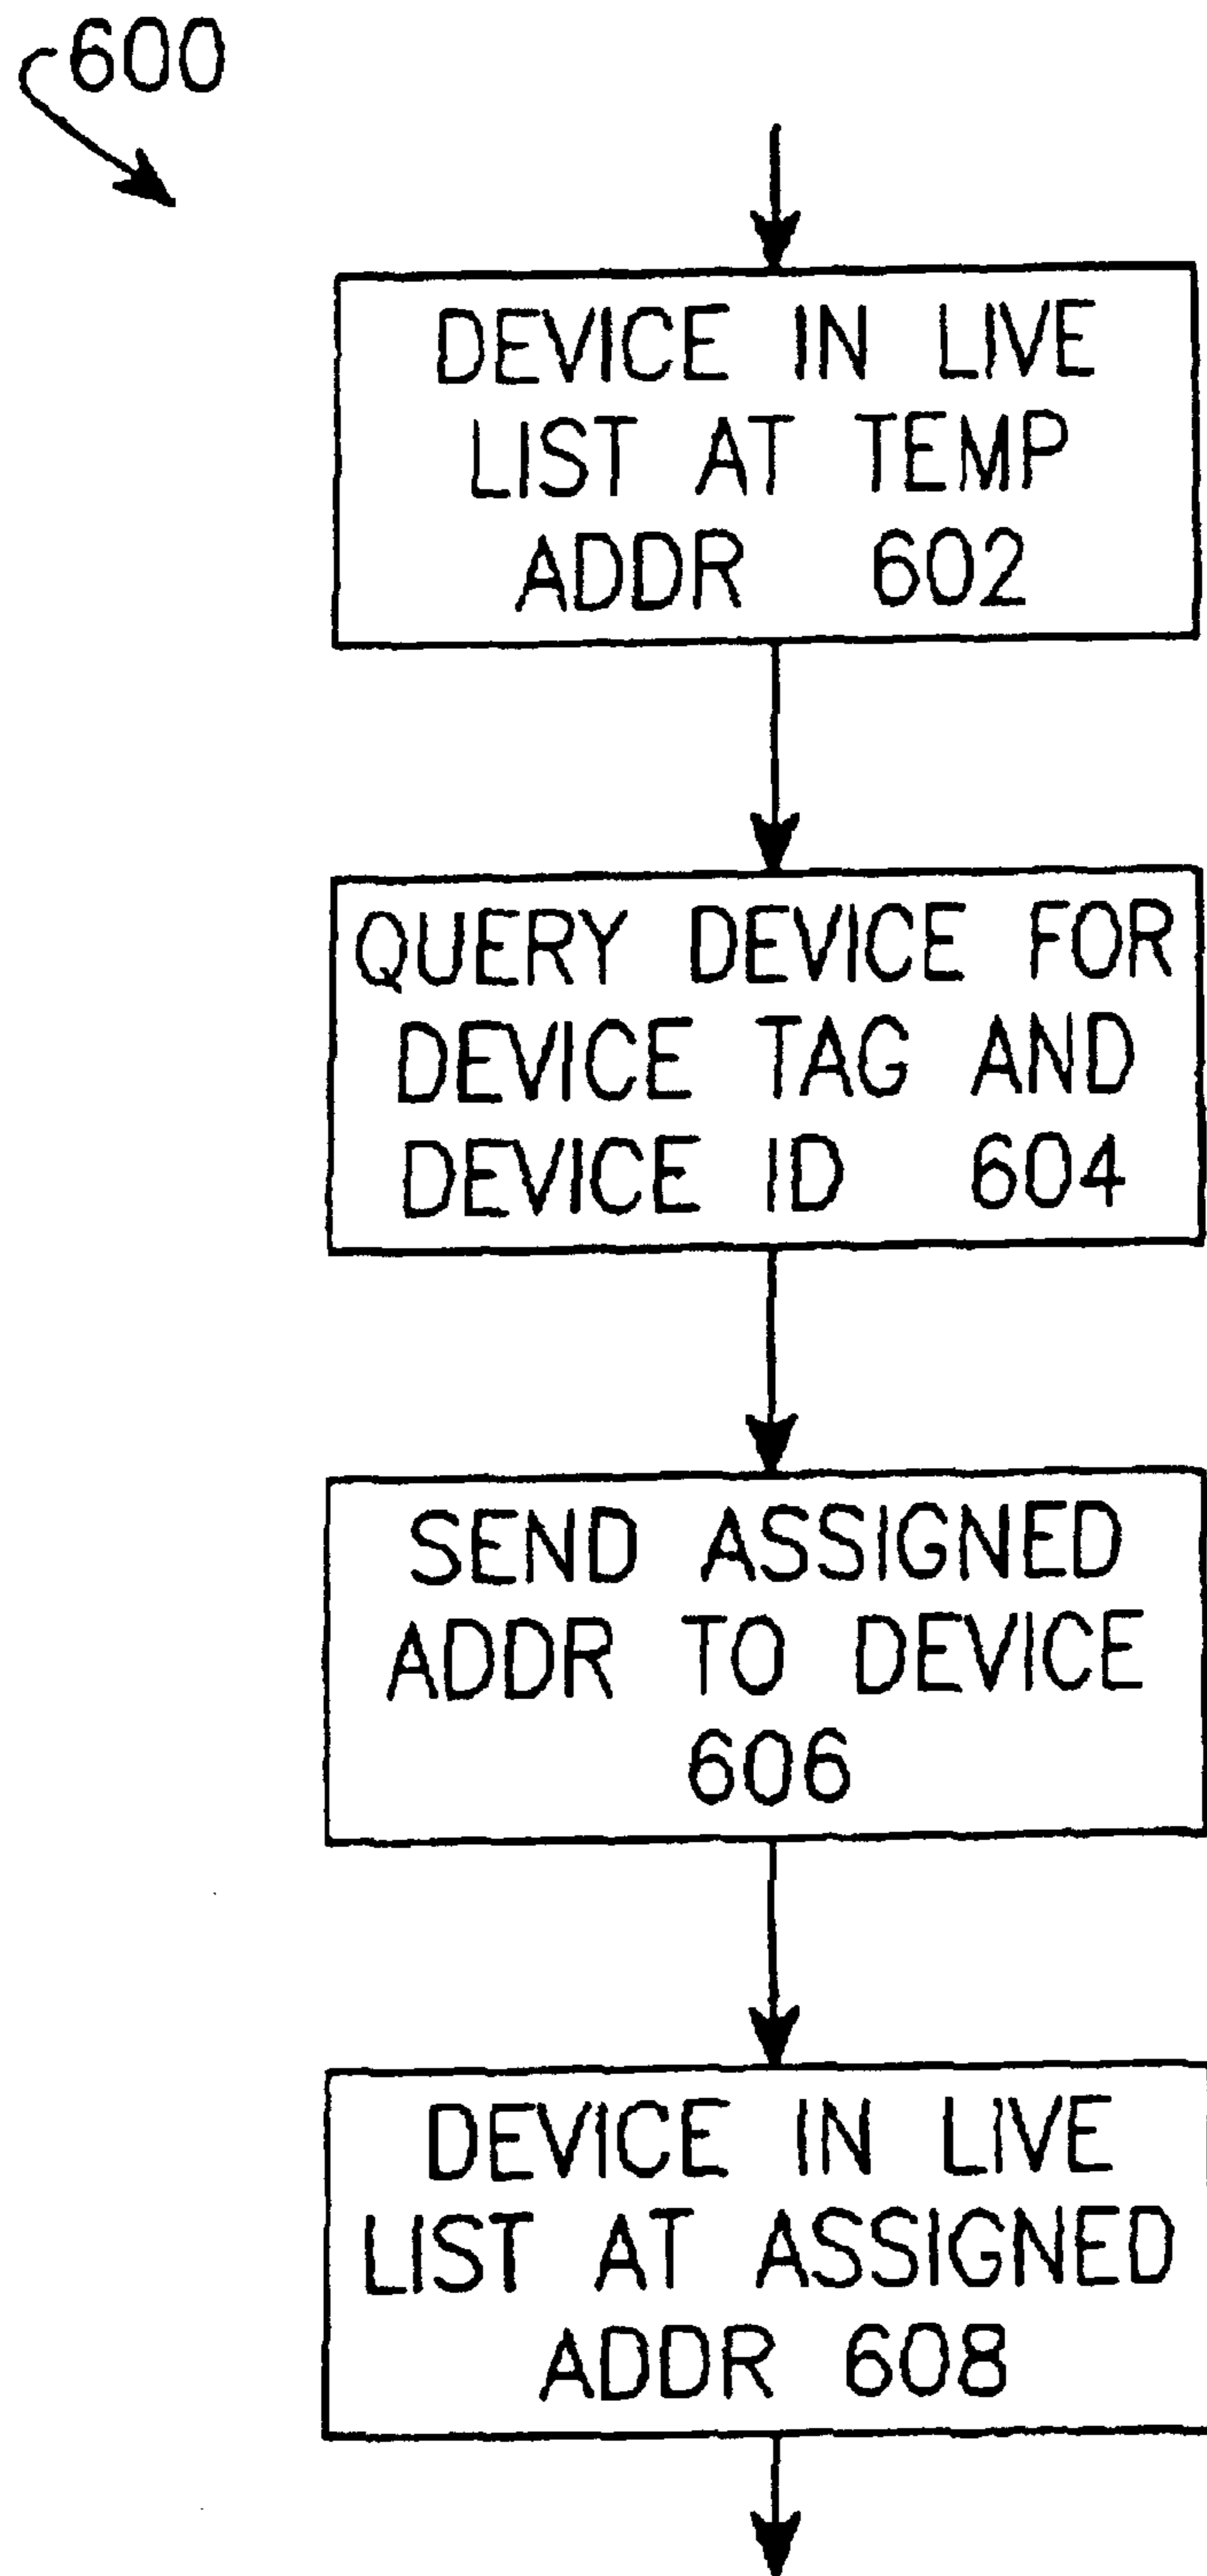 600
DEVICE IN LIVE
LIST AT TEMP
ADDR 602
QUERY DEVICE FOR
DEVICE TAG AND
DEVICE ID 604
SEND ASSIGNED
ADDR TO DEVICE
606
DEVICE IN LIVE
LIST AT ASSIGNED
ADDR 608